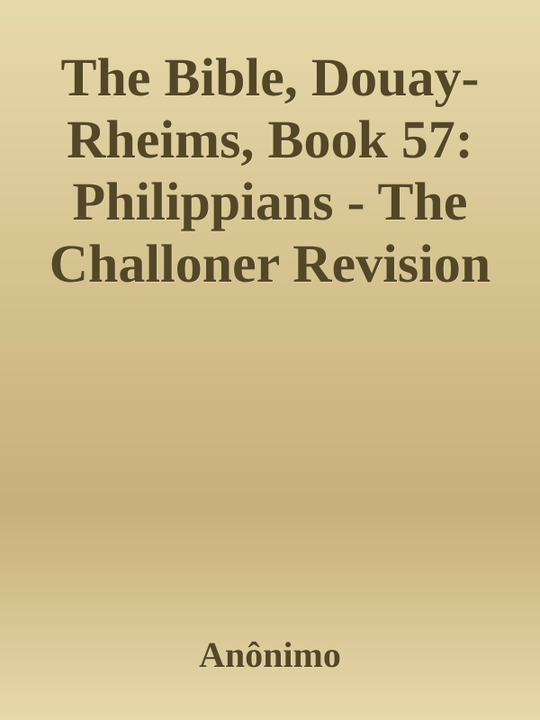 The Bible, Douay-
Rheims, Book 57:
Philippians - The
Challoner Revision
Anônimo